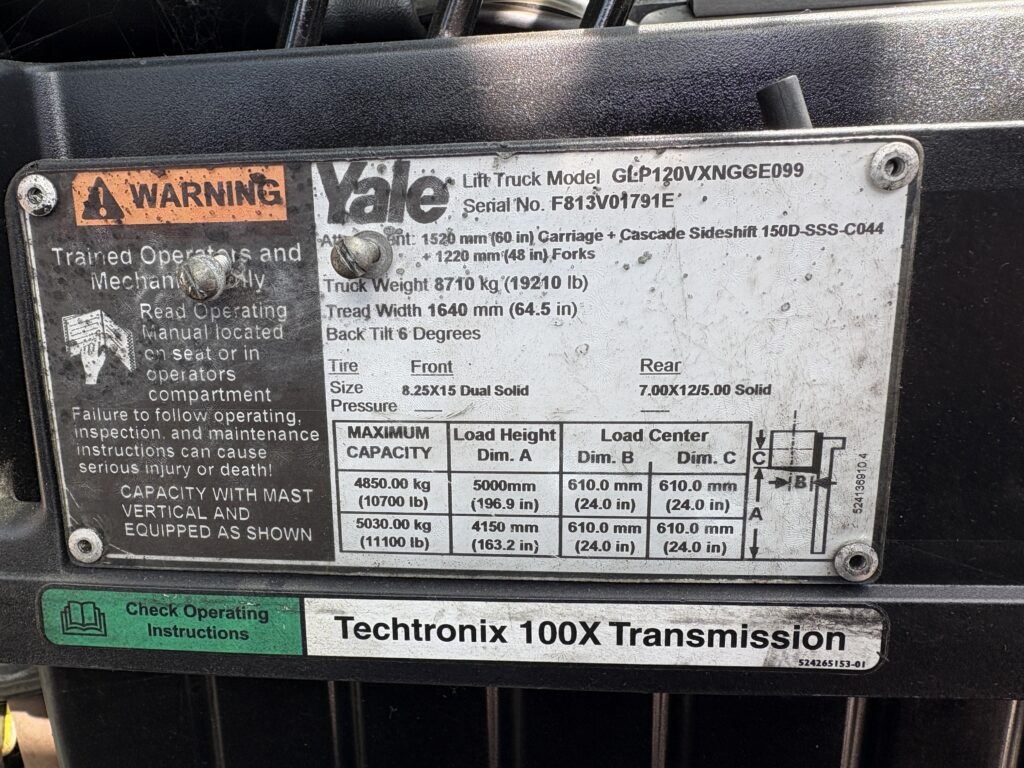 WARNING
Trained Operators and
Mechanics Only
Read Operating
Manual located
on seat or in
operators
compartment
Failure to follow operating,
inspection, and maintenance
instructions can cause
serious injury or death!
CAPACITY WITH MAST
VERTICAL AND
EQUIPPED AS SHOWN
Yale
Lift Truck Model GLP120VXNGGE099
Serial No. F813V01791E
Attachment: 1520 mm (60 in) Carriage + Cascade Sideshift 150D-SSS-C044
+ 1220 mm (48 in) Forks
Truck Weight 8710 kg (19210 lb)
Tread Width 1640 mm (64.5 in)
Back Tilt 6 Degrees
Tire Front Rear
Size 8.25X15 Dual Solid 7.00X12/5.00 Solid
Pressure
MAXIMUM CAPACITY Load Height Dim. A Load Center Dim. B Dim. C
4850.00 kg 5000mm 610.0 mm 610.0 mm
(10700 lb) (196.9 in) (24.0 in) (24.0 in)
5030.00 kg 4150 mm 610.0 mm 610.0 mm
(11100 lb) (163.2 in) (24.0 in) (24.0 in)
C
B
A
524136910.4
Check Operating
Instructions
Techtronix 100X Transmission
524265153-01